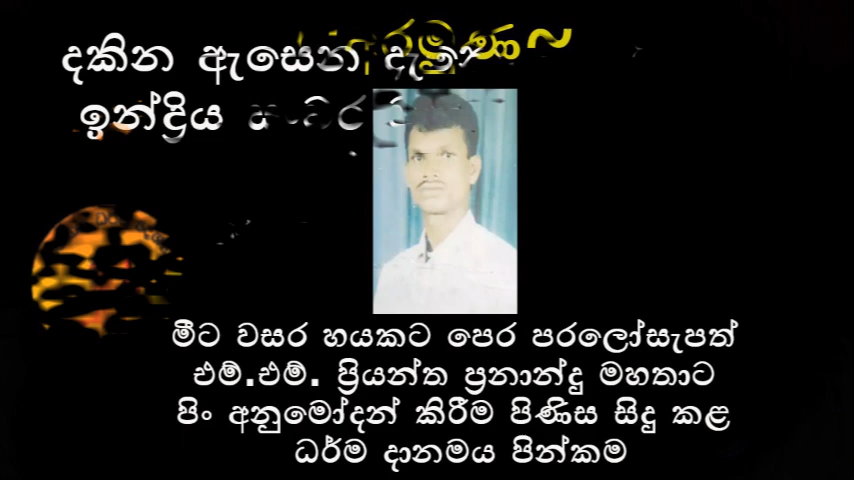 දකින ඇසෙන
ඉන්ද්‍රිය
මීට වසර හයකට පෙර පරලෝසැපත්
එම්.එම්. ප්‍රියන්ත ප්‍රනාන්දු මහතාට
පිං අනුමෝදන් කිරීම පිණිස සිදු කළ
ධර්ම දානමය පින්කම